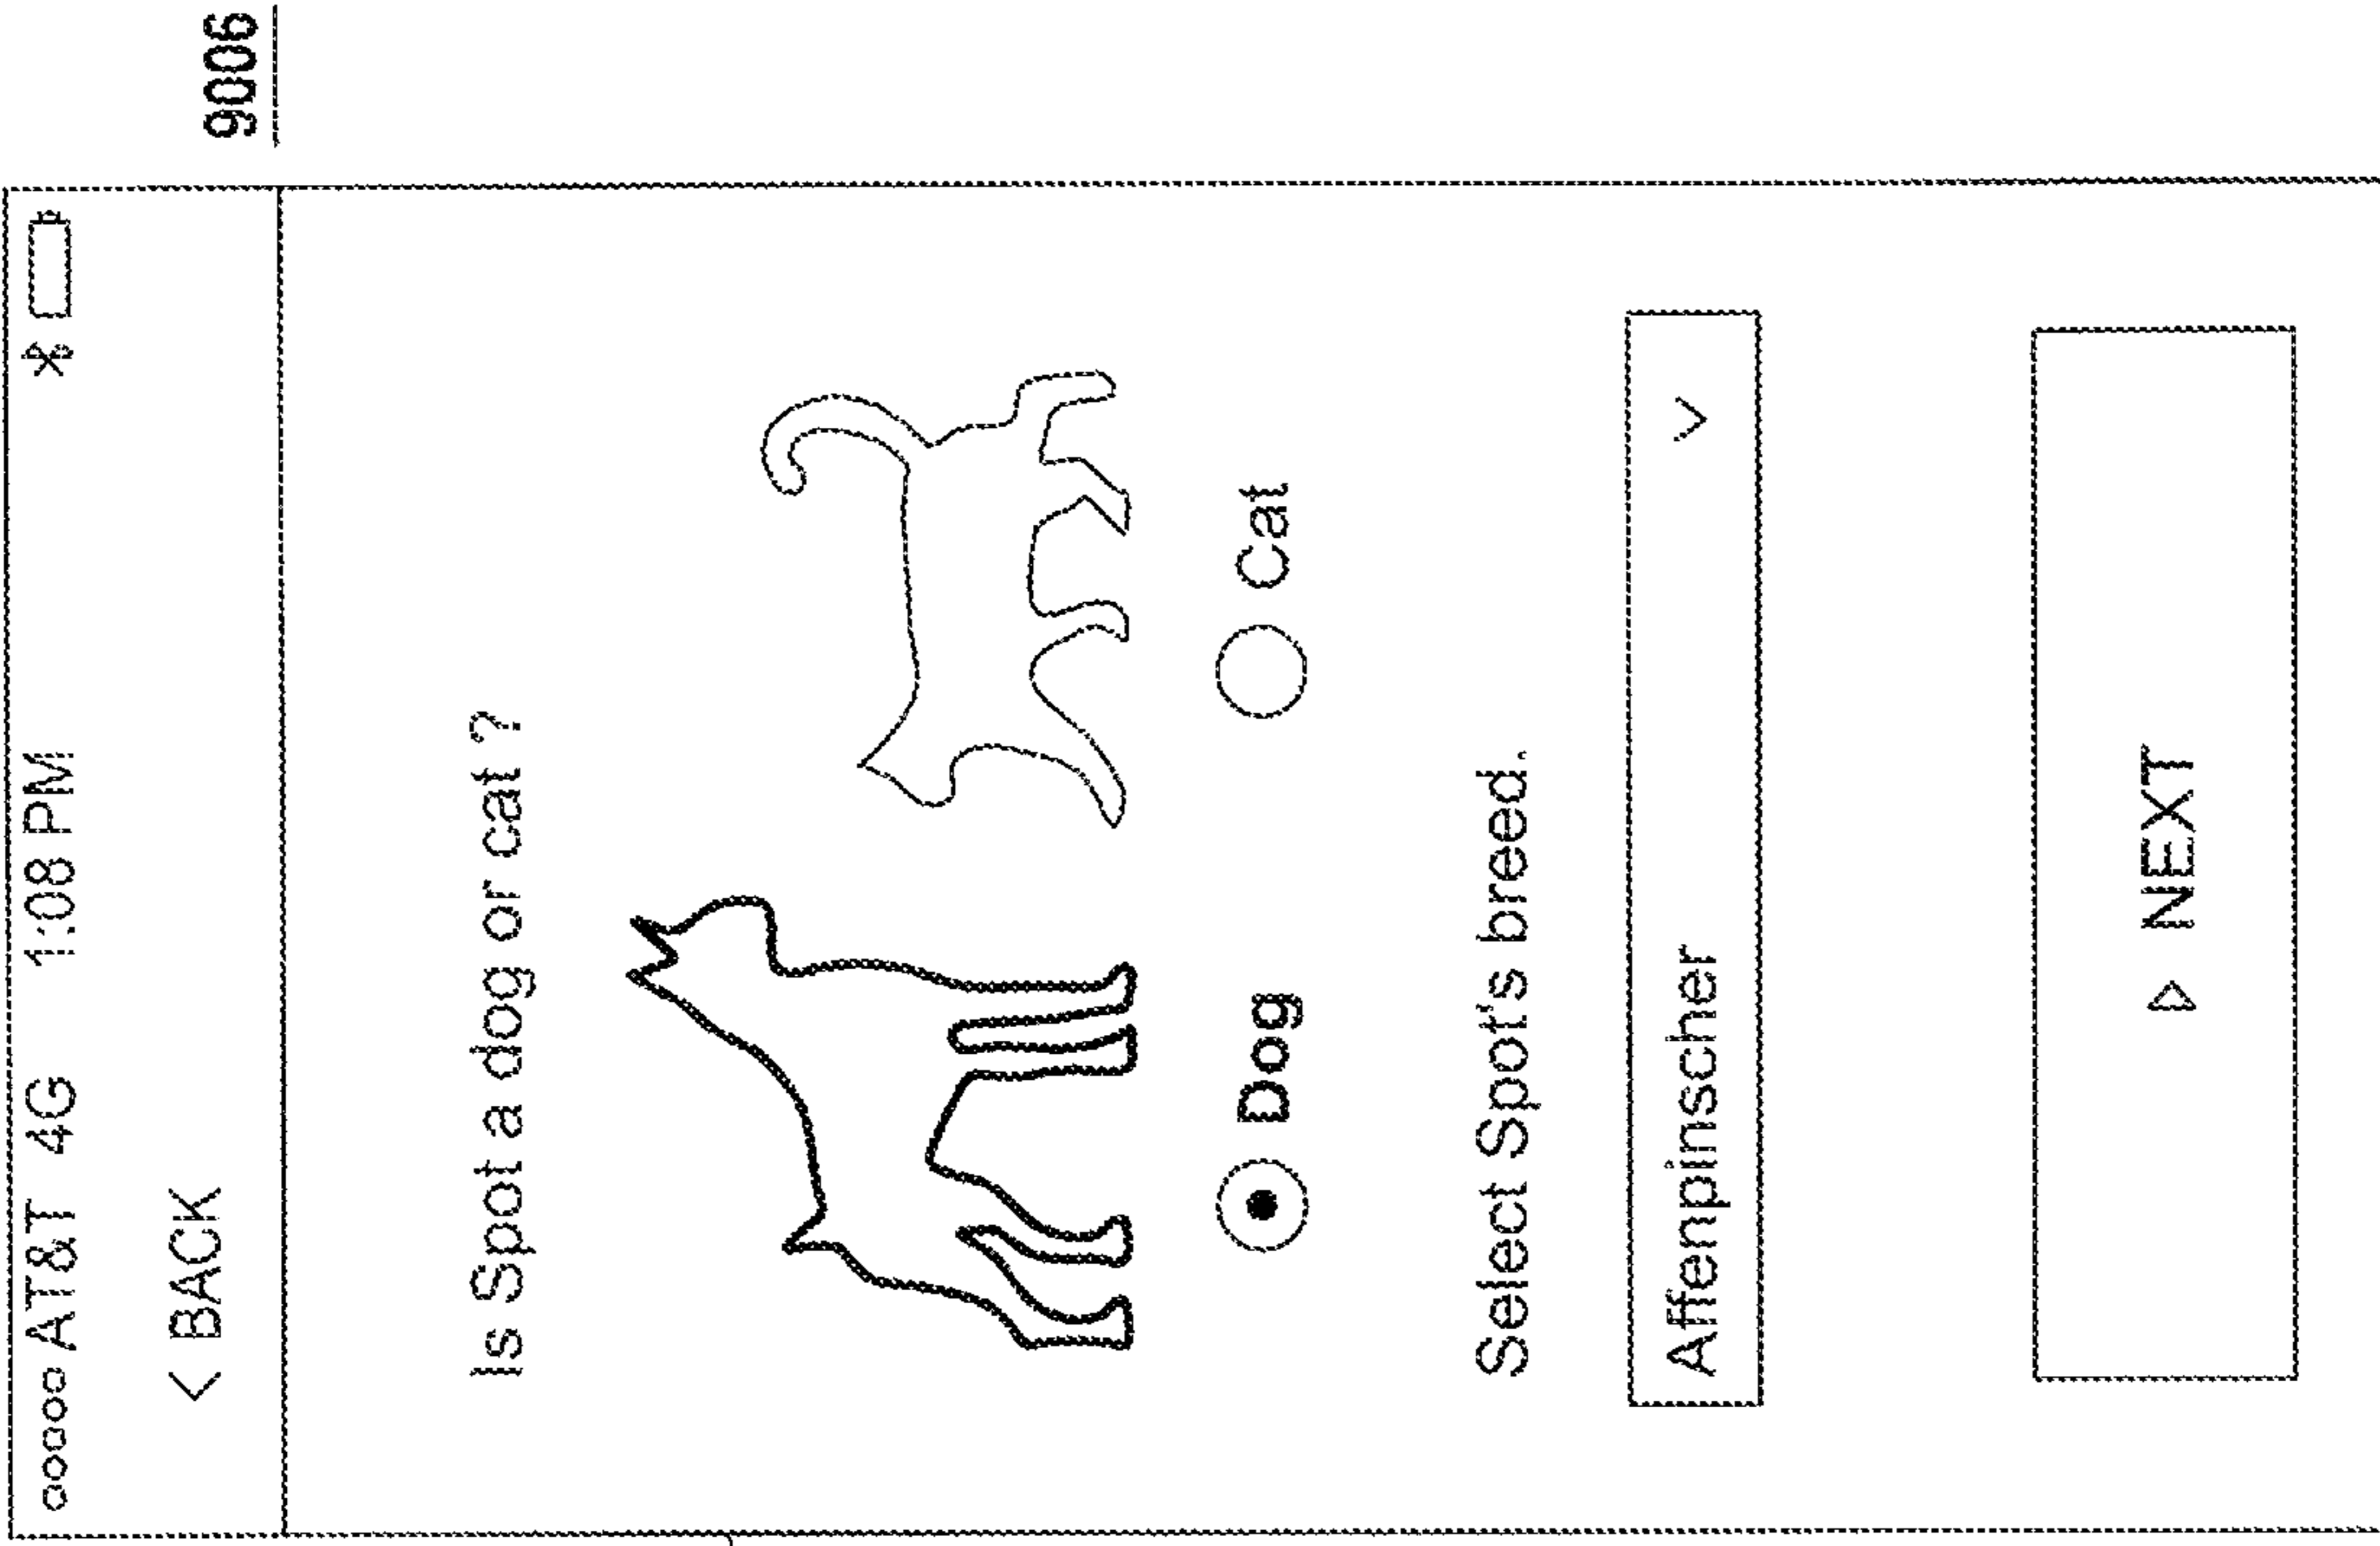 9006
AT&T 4G 1:08 PM
< BACK
Is Spot a dog or cat ?
Dog Cat
Select Spot's breed.
Affenpinscher
NEXT